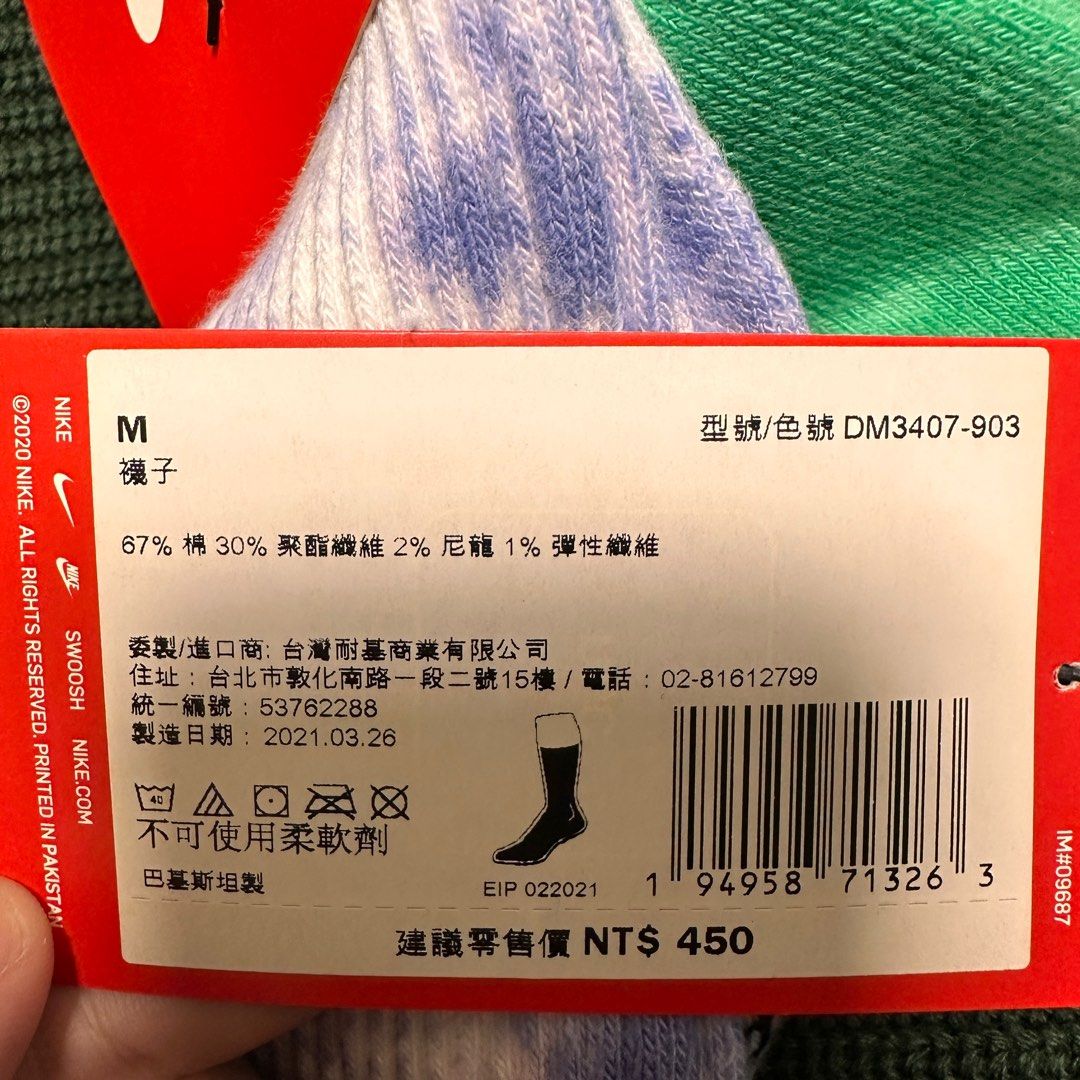 M
型號/色號 DM3407-903
襪子
67% 棉 30% 聚酯纖維 2% 尼龍 1% 彈性纖維
委製/進口商: 台灣耐基商業有限公司
住址 : 台北市敦化南路一段二號15樓 / 電話 : 02-81612799
統一編號 : 53762288
製造日期 : 2021.03.26
40
不可使用柔軟劑
巴基斯坦製
EIP 022021
1 94958 71326 3
建議零售價 NT$ 450
NIKE
NIKE
SWOOSH
NIKE.COM
©2020 NIKE. ALL RIGHTS RESERVED. PRINTED IN PAKISTAN
IM#09687